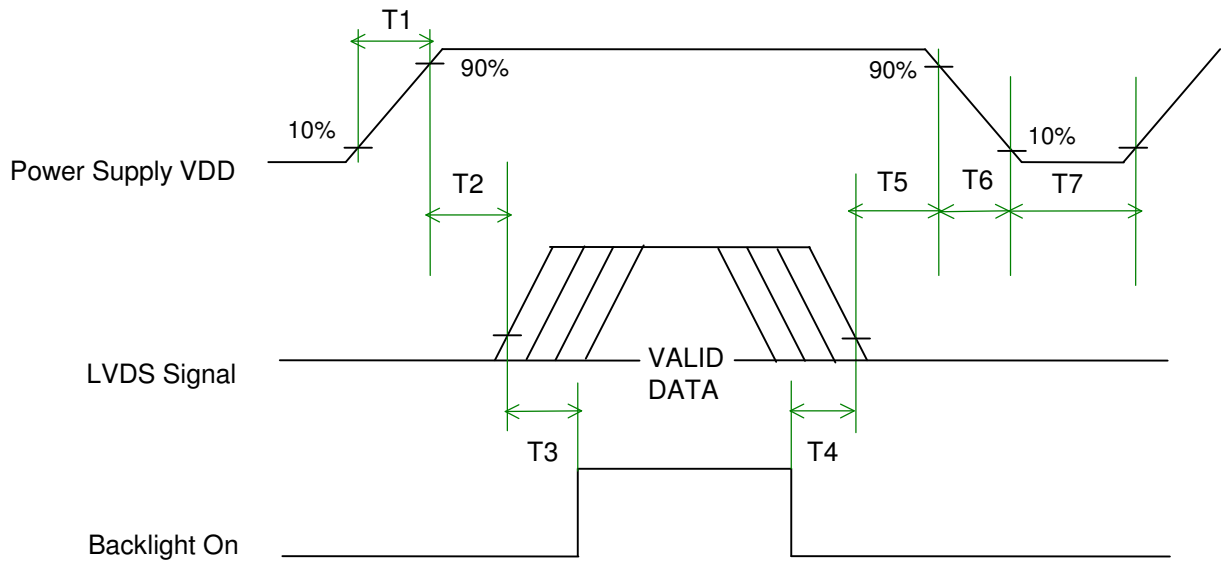 T1
90%
90%
10%
10%
Power Supply VDD
T2
T5
T6
T7
VALID
DATA
LVDS Signal
T3
T4
Backlight On